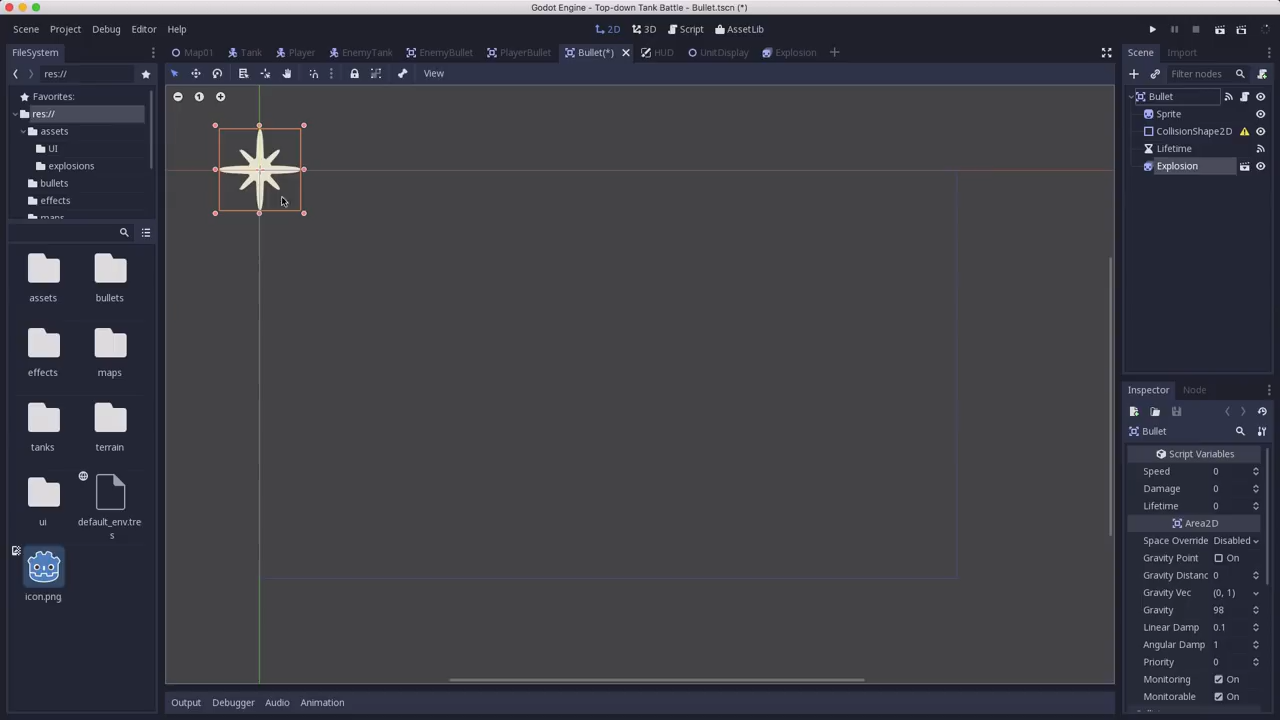 Godot Engine - Top-down Tank Battle - Bullet.tscn (*)
Scene Project Debug Editor Help
2D 3D Script AssetLib
FileSystem
Map01 Tank Player EnemyTank EnemyBullet PlayerBullet Bullet(*) HUD UnitDisplay Explosion
Scene Import
res://
View
Filter nodes
Favorites:
res://
assets
UI
explosions
bullets
effects
maps
1
Bullet
Sprite
CollisionShape2D
Lifetime
Explosion
assets bullets
effects maps
tanks terrain
ui default_env.tre
s
icon.png
Inspector Node
Bullet
Script Variables
Speed 0
Damage 0
Lifetime 0
Area2D
Space Override Disabled
Gravity Point On
Gravity Distanc 0
Gravity Vec (0, 1)
Gravity 98
Linear Damp 0.1
Angular Damp 1
Priority 0
Monitoring On
Monitorable On
Output Debugger Audio Animation